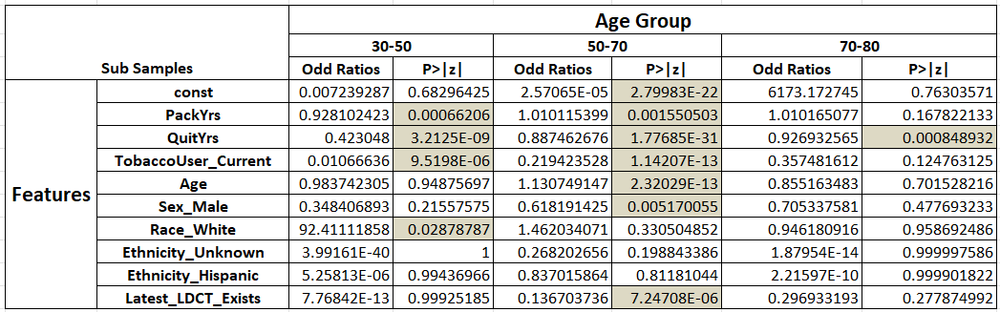 Age Group
30-50 50-70 70-80
Sub Samples Odd Ratios P>|z| Odd Ratios P>|z| Odd Ratios P>|z|
Features
const 0.007239287 0.68296425 2.57065E-05 2.79983E-22 6173.172745 0.76303571
PackYrs 0.928102423 0.00066206 1.010115399 0.001550503 1.010165077 0.167822133
QuitYrs 0.423048 3.2125E-09 0.887462676 1.77685E-31 0.926932565 0.000848932
TobaccoUser_Current 0.01066636 9.5198E-06 0.219423528 1.14207E-13 0.357481612 0.124763125
Age 0.983742305 0.94875697 1.130749147 2.32029E-13 0.855163483 0.701528216
Sex_Male 0.348406893 0.21557575 0.618191425 0.005170055 0.705337581 0.477693233
Race_White 92.41111858 0.02878787 1.462034071 0.330504852 0.946180916 0.958692486
Ethnicity_Unknown 3.99161E-40 1 0.268202656 0.198843386 1.87954E-14 0.999997586
Ethnicity_Hispanic 5.25813E-06 0.99436966 0.837015864 0.81181044 2.21597E-10 0.999901822
Latest_LDCT_Exists 7.76842E-13 0.99925185 0.136703736 7.24708E-06 0.296933193 0.277874992